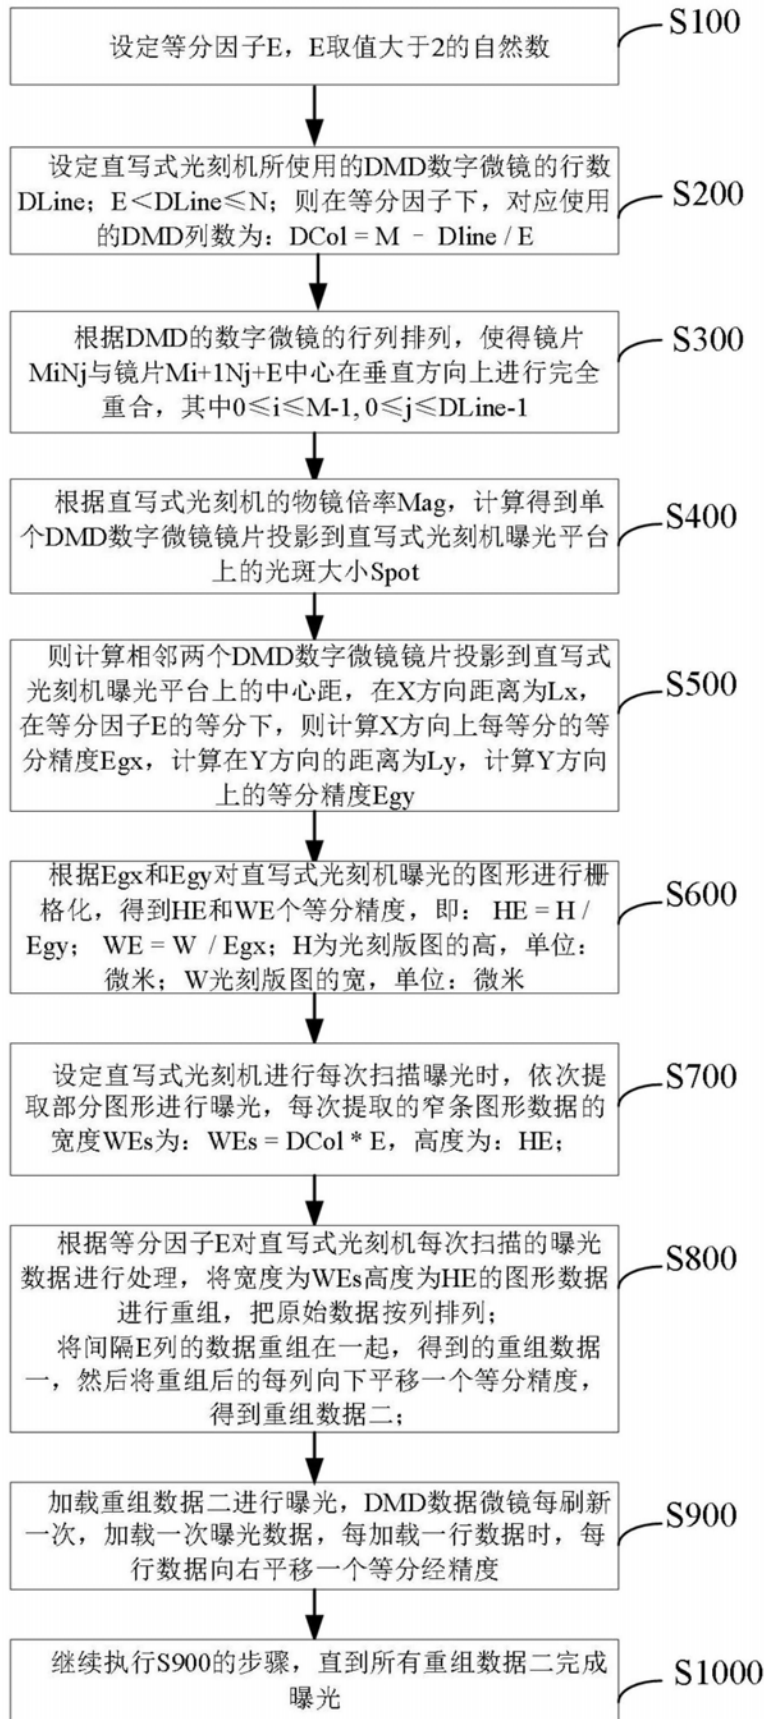 设定等分因子E，E取值大于2的自然数
S100
设定直写式光刻机所使用的DMD数字微镜的行数
DLine；E＜DLine≤N；则在等分因子下，对应使用
的DMD列数为：DCol = M － Dline / E
S200
根据DMD的数字微镜的行列排列，使得镜片
MiNj与镜片Mi+1Nj+E中心在垂直方向上进行完全
重合，其中0≤i≤M-1, 0≤j≤DLine-1
S300
根据直写式光刻机的物镜倍率Mag，计算得到单
个DMD数字微镜镜片投影到直写式光刻机曝光平台
上的光斑大小Spot
S400
则计算相邻两个DMD数字微镜镜片投影到直写式
光刻机曝光平台上的中心距，在X方向距离为Lx，
在等分因子E的等分下，则计算X方向上每等分的等
分精度Egx，计算在Y方向的距离为Ly，计算Y方向
上的等分精度Egy
S500
根据Egx和Egy对直写式光刻机曝光的图形进行栅
格化，得到HE和WE个等分精度，即： HE = H /
Egy； WE = W / Egx；H为光刻版图的高，单位：
微米；W光刻版图的宽，单位：微米
S600
设定直写式光刻机进行每次扫描曝光时，依次提
取部分图形进行曝光，每次提取的窄条图形数据的
宽度WEs为：WEs = DCol * E，高度为：HE；
S700
根据等分因子E对直写式光刻机每次扫描的曝光
数据进行处理，将宽度为WEs高度为HE的图形数据
进行重组，把原始数据按列排列；
将间隔E列的数据重组在一起，得到的重组数据
一，然后将重组后的每列向下平移一个等分精度，
得到重组数据二；
S800
加载重组数据二进行曝光，DMD数据微镜每刷新
一次，加载一次曝光数据，每加载一行数据时，每
行数据向右平移一个等分经精度
S900
继续执行S900的步骤，直到所有重组数据二完成
曝光
S1000